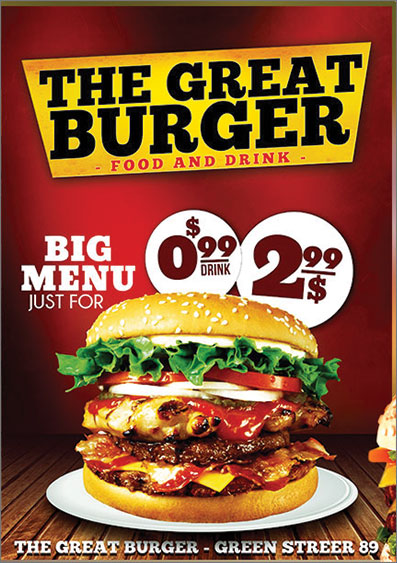 THE GREAT
BURGER
- FOOD AND DRINK -
BIG
MENU
JUST FOR
$
0.99
DRINK
2.99
$
THE GREAT BURGER - GREEN STREER 89